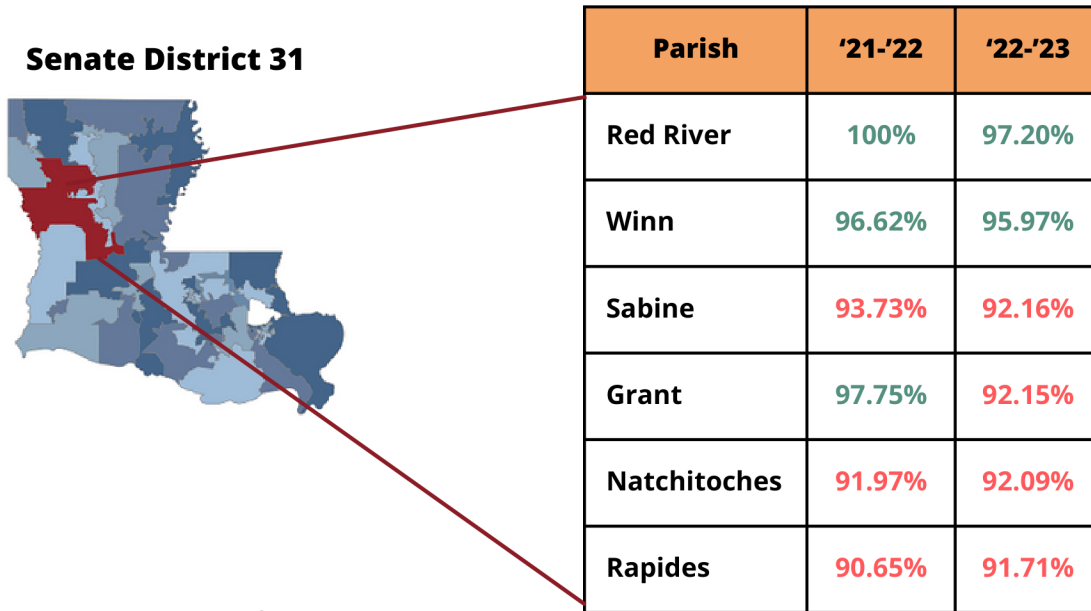 Senate District 31
Parish ‘21-’22 ‘22-’23
Red River 100% 97.20%
Winn 96.62% 95.97%
Sabine 93.73% 92.16%
Grant 97.75% 92.15%
Natchitoches 91.97% 92.09%
Rapides 90.65% 91.71%